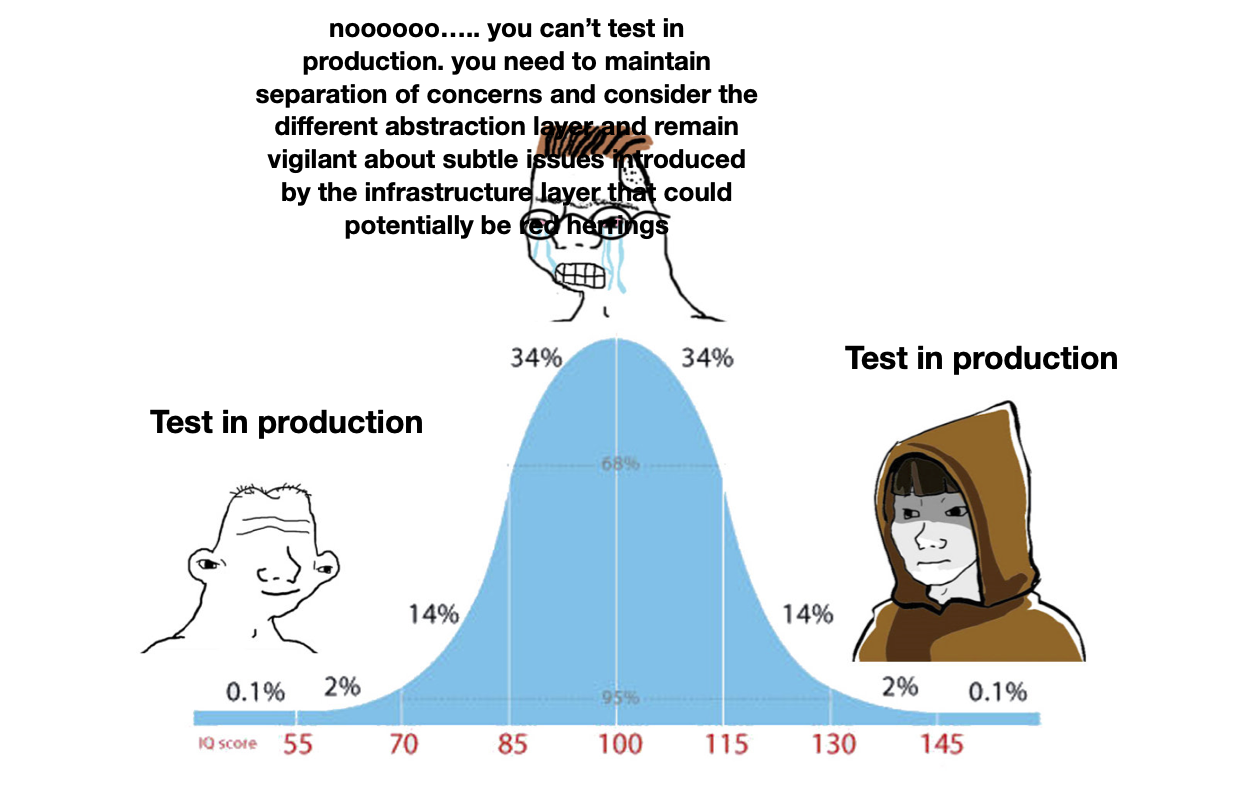 noooooo..... you can't test in
production. you need to maintain
separation of concerns and consider the
different abstraction layer and remain
vigilant about subtle issues introduced
by the infrastructure layer that could
potentially be red herrings
34% 34%
Test in production
Test in production
68%
14% 14%
0.1% 2% 95% 2% 0.1%
IQ score 55 70 85 100 115 130 145